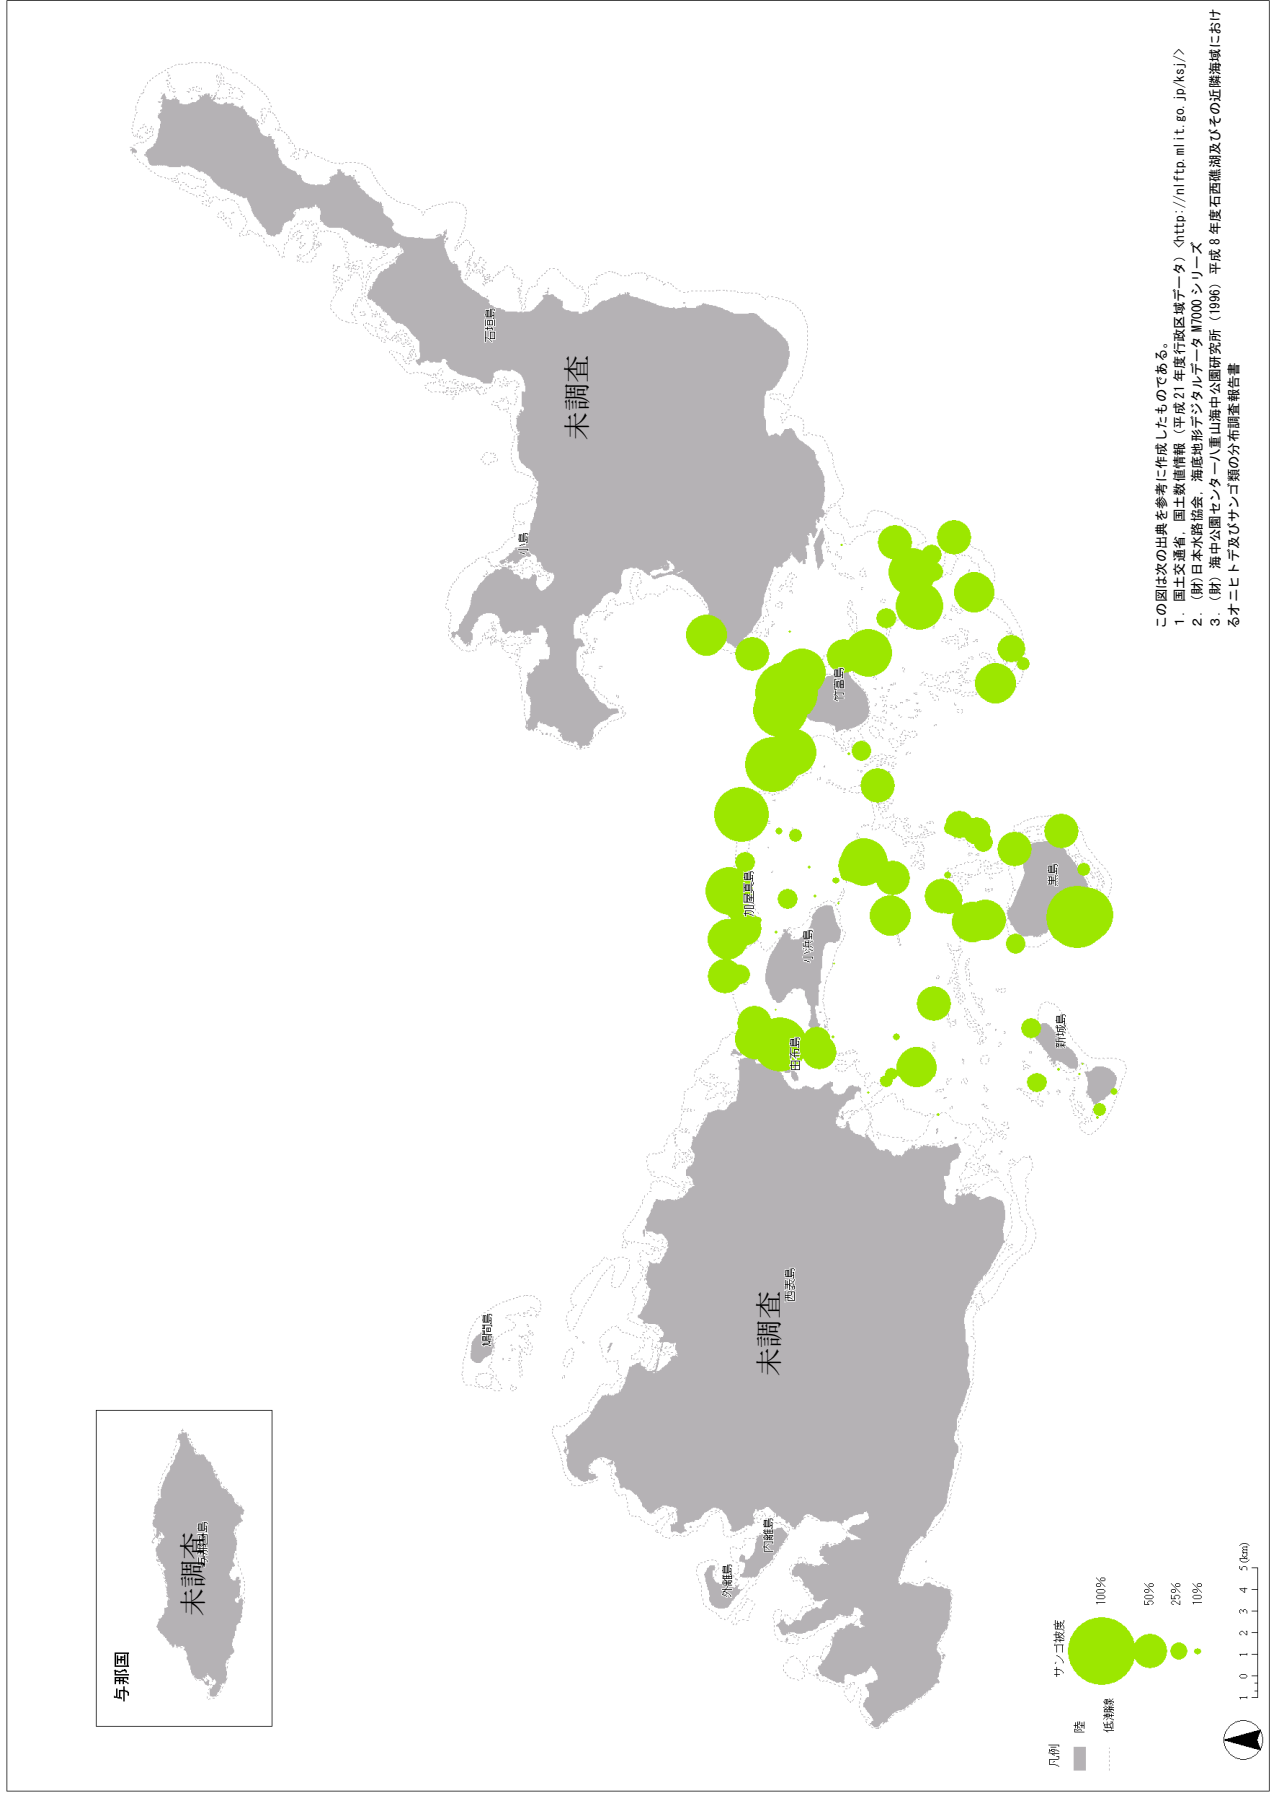 与那国
未調査
与那国島
鳩間島
外離島
内離島
西表島
未調査
由布島
小浜島
加屋真島
新城島
黒島
竹富島
小島
石垣島
未調査
凡例
陸
低潮線
サンゴ被度
100%
50%
25%
10%
1 0 1 2 3 4 5(km)
この図は次の出典を参考に作成したものである。
1. 国土交通省. 国土数値情報（平成21年度行政区域データ）<http://nlftp.mlit.go.jp/ksj/>
2. (財)日本水路協会. 海底地形デジタルデータ M7000シリーズ
3. (財) 海中公園センター八重山海中公園研究所（1996）平成8年度石西礁湖及びその近隣海域におけ
るオニヒトデ及びサンゴ類の分布調査報告書